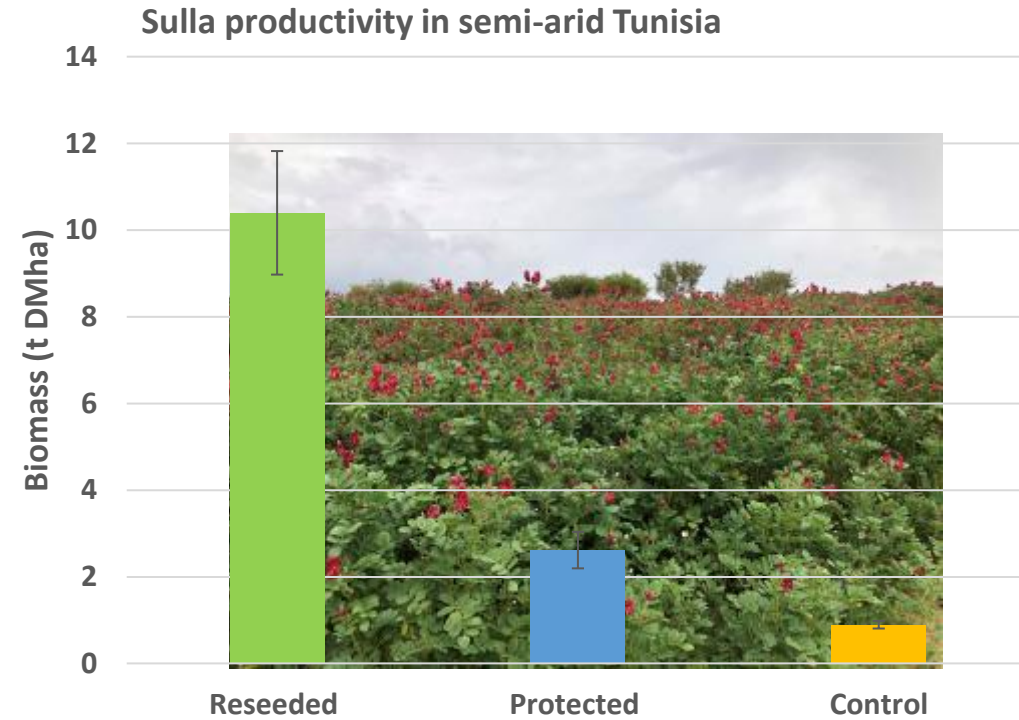 Sulla productivity in semi-arid Tunisia
14
12
10
8
6
4
2
0
Biomass (t DMha)
Reseeded Protected Control